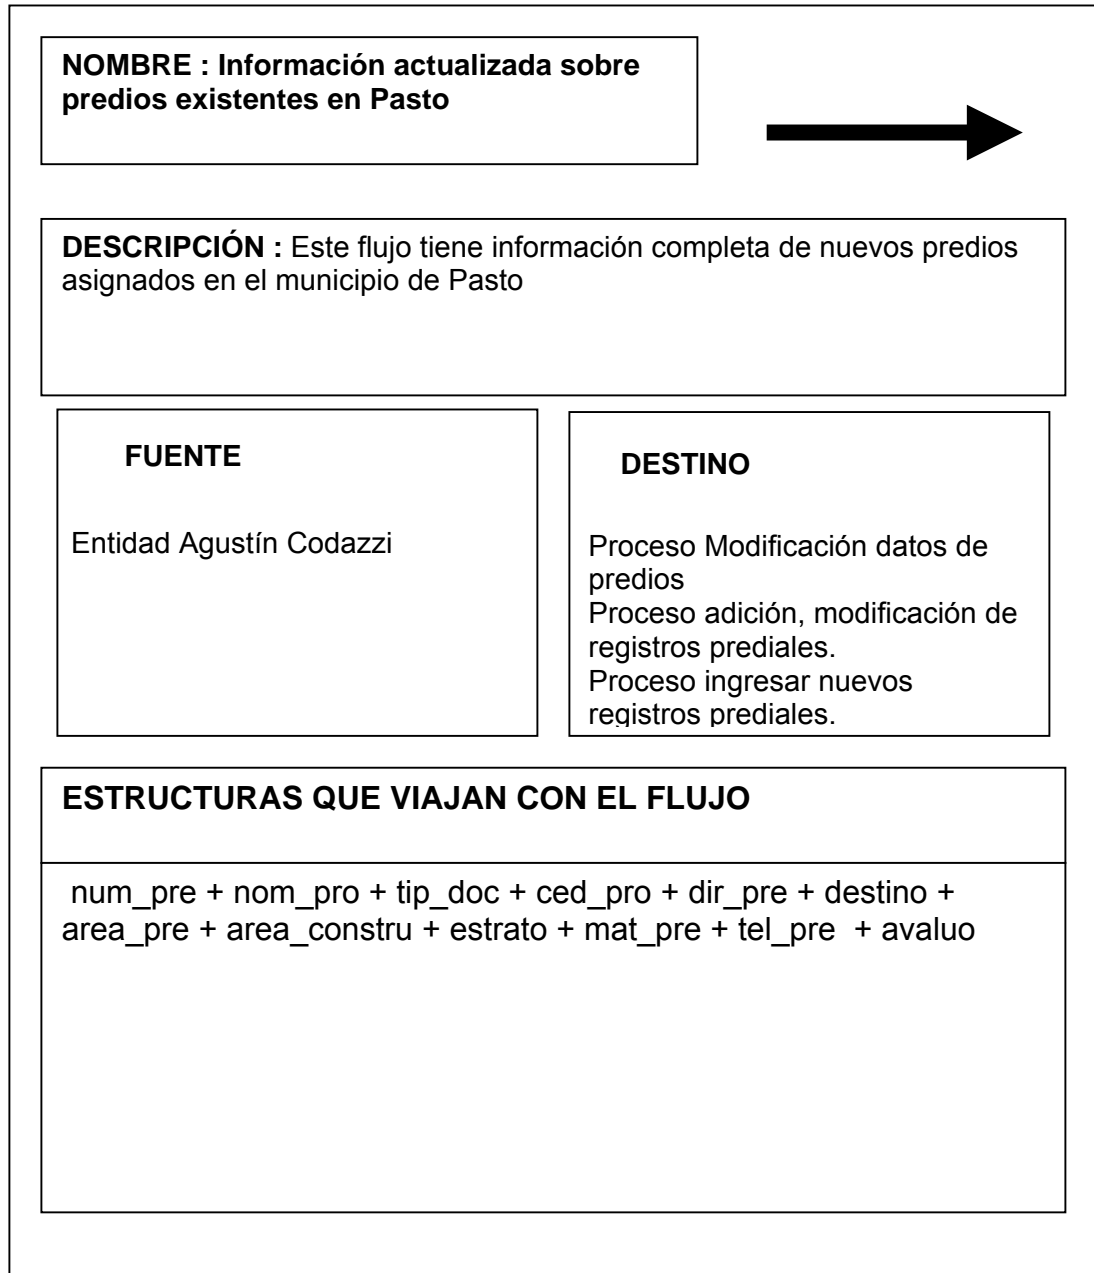 NOMBRE : Información actualizada sobre
predios existentes en Pasto
DESCRIPCIÓN : Este flujo tiene información completa de nuevos predios
asignados en el municipio de Pasto
FUENTE
Entidad Agustín Codazzi
DESTINO
Proceso Modificación datos de
predios
Proceso adición, modificación de
registros prediales.
Proceso ingresar nuevos
registros prediales.
ESTRUCTURAS QUE VIAJAN CON EL FLUJO
num_pre + nom_pro + tip_doc + ced_pro + dir_pre + destino +
area_pre + area_constru + estrato + mat_pre + tel_pre + avaluo